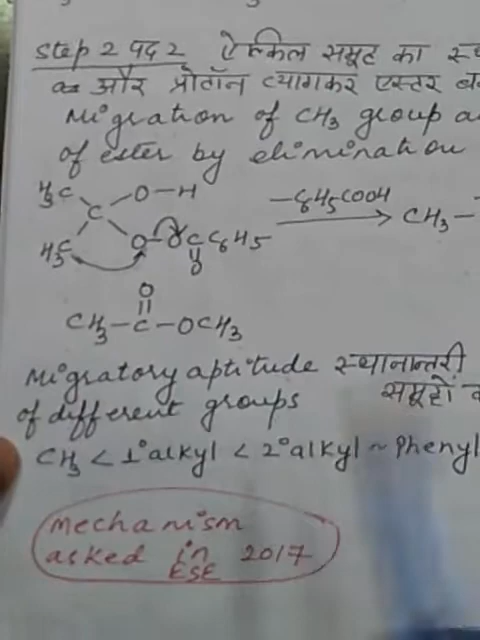 Step 2 पद 2 ऐल्किल समूह का
और प्रोटॉन त्यागकर एस्टर
Migration of CH3 group
of ester by elimination
H3C O-H
C
H3C O-O-C-C6H5
O
-C6H5COOH
CH3-
O
CH3-C-OCH3
Migratory aptitude स्थानान्तरी
of different groups समूहों
CH3 < 1°alkyl < 2°alkyl ~ Phenyl
Mechanism
asked in 2017
ESE